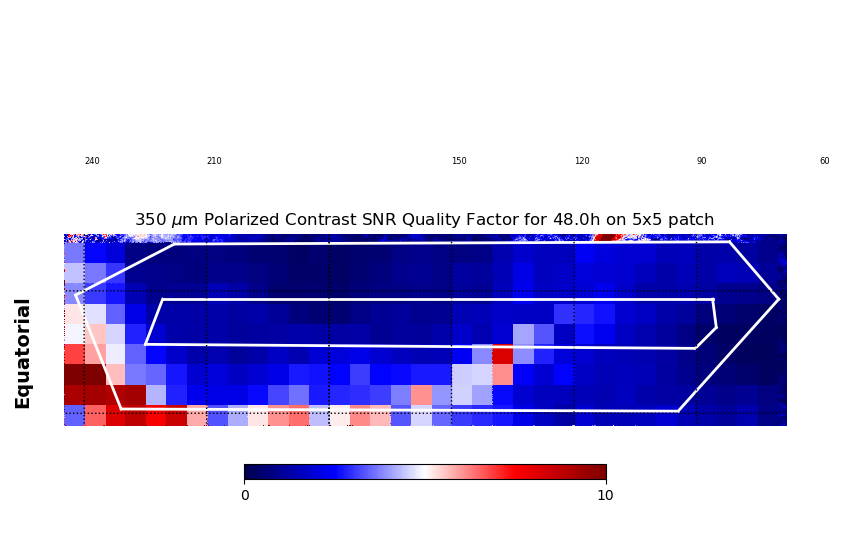 240 210 150 120 90 60
350 μm Polarized Contrast SNR Quality Factor for 48.0h on 5x5 patch
Equatorial
0 10